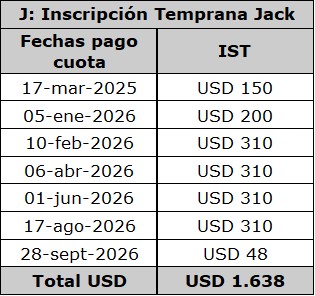 J: Inscripción Temprana Jack
Fechas pago cuota IST
17-mar-2025 USD 150
05-ene-2026 USD 200
10-feb-2026 USD 310
06-abr-2026 USD 310
01-jun-2026 USD 310
17-ago-2026 USD 310
28-sept-2026 USD 48
Total USD USD 1.638